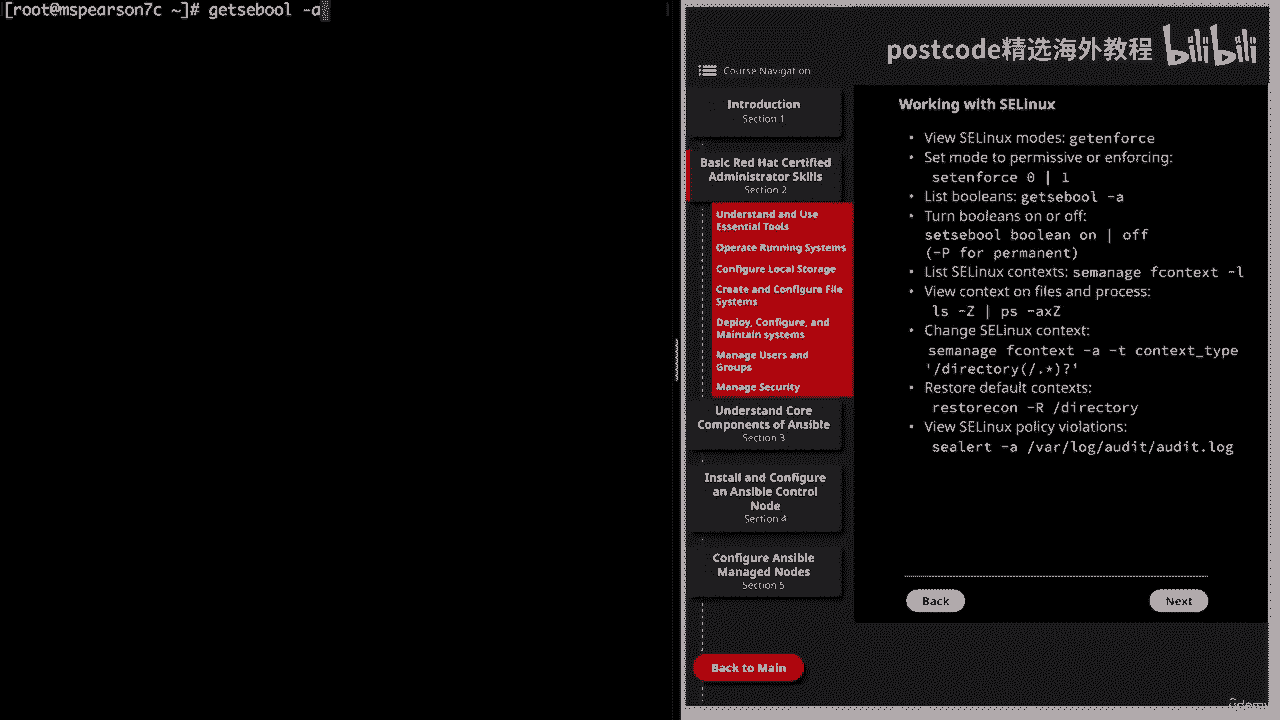 [root@mspearson7c ~]# getsebool -a
postcode精选海外教程 bilibili
Course Navigation
Introduction
Section 1
Basic Red Hat Certified
Administrator Skills
Section 2
Understand and Use
Essential Tools
Operate Running Systems
Configure Local Storage
Create and Configure File
Systems
Deploy, Configure, and
Maintain systems
Manage Users and
Groups
Manage Security
Understand Core
Components of Ansible
Section 3
Install and Configure
an Ansible Control
Node
Section 4
Configure Ansible
Managed Nodes
Section 5
Back to Main
Working with SELinux
• View SELinux modes: getenforce
• Set mode to permissive or enforcing:
setenforce 0 | 1
• List booleans: getsebool -a
• Turn booleans on or off:
setsebool boolean on | off
(-P for permanent)
• List SELinux contexts: semanage fcontext -l
• View context on files and process:
ls -Z | ps -axZ
• Change SELinux context:
semanage fcontext -a -t context_type
'/directory(/.*)?'
• Restore default contexts:
restorecon -R /directory
• View SELinux policy violations:
sealert -a /var/log/audit/audit.log
Back
Next
ûdemy